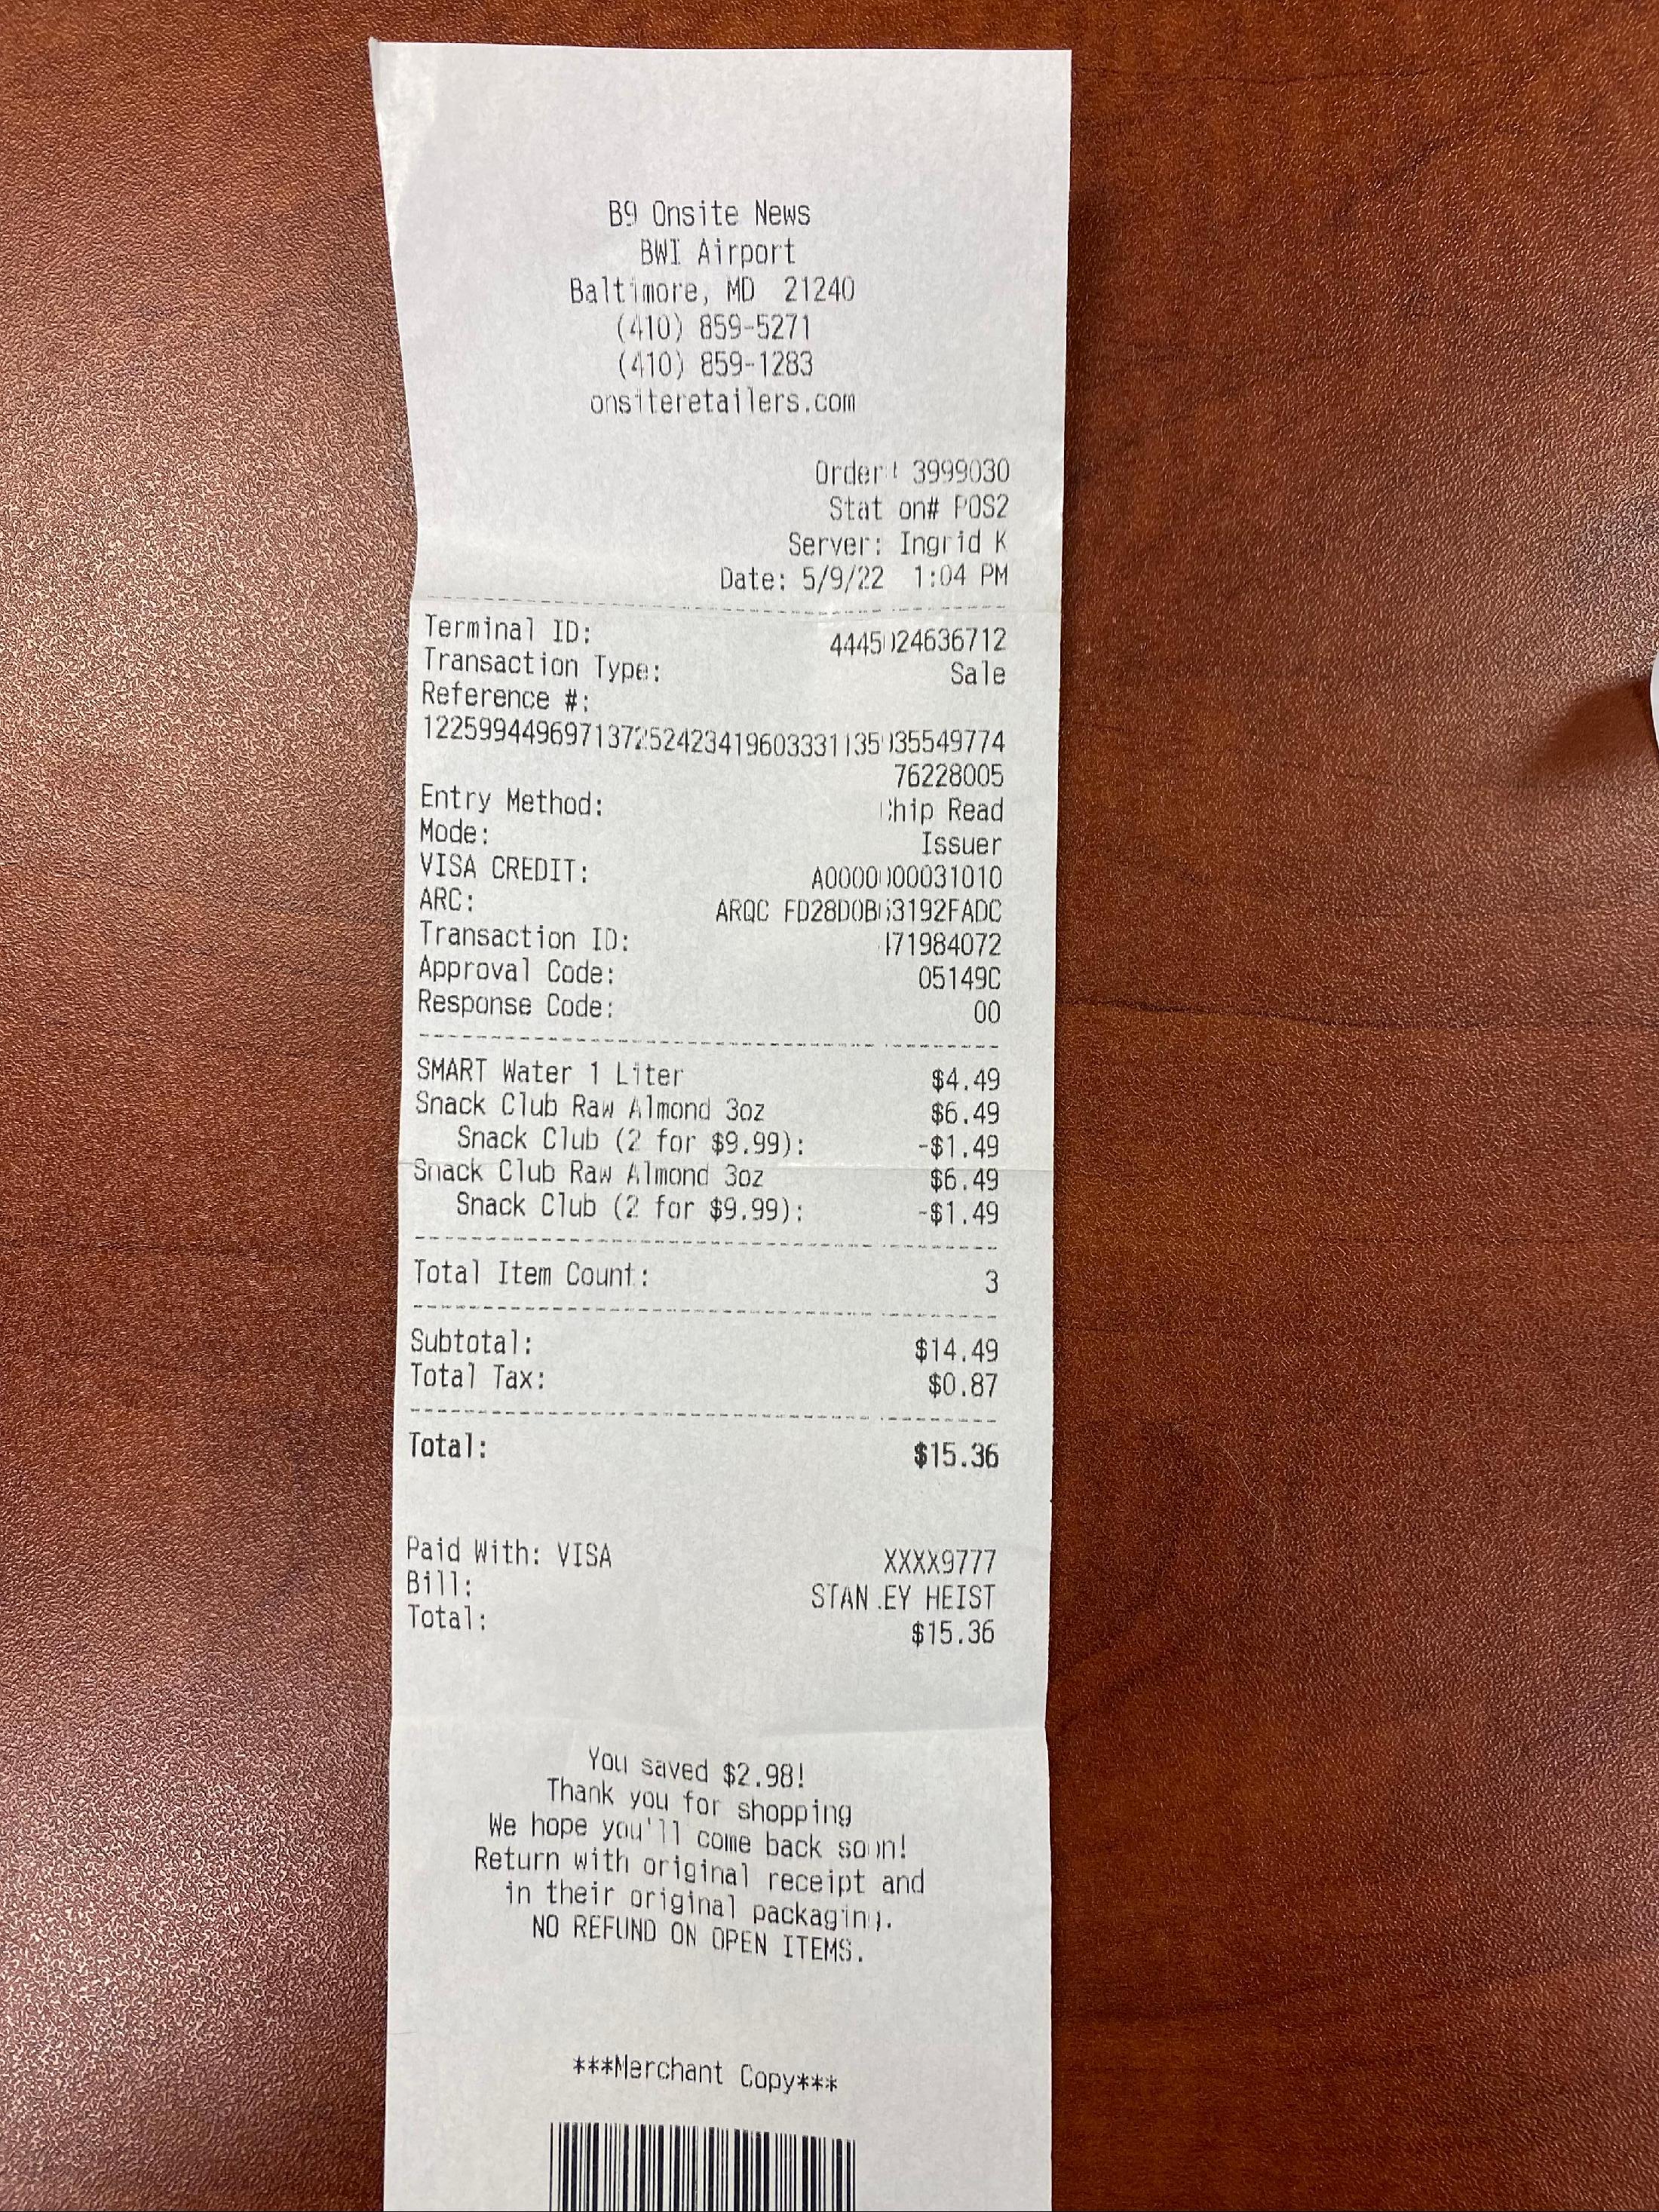 B9 Onsite News
BWI Airport
Baltimore, MD 21240
(410) 859-5271
(410) 859-1283
onsiteretailers.com
Order# 3999030
Station# POS2
Server: Ingrid K
Date: 5/9/22 1:04 PM
Terminal ID: 4445024636712
Transaction Type: Sale
Reference #:
76228005
Entry Method: Chip Read
Mode: Issuer
VISA CREDIT: A0000000031010
ARC: ARQC
Transaction ID:
Approval Code: 05149C
Response Code: 00
SMART Water 1 Liter $4.49
Snack Club Raw Almond 3oz $6.49
Snack Club (2 for $9.99): -$1.49
Snack Club Raw Almond 3oz $6.49
Snack Club (2 for $9.99): -$1.49
Total Item Count: 3
Subtotal: $14.49
Total Tax: $0.87
Total: $15.36
Paid With: VISA XXXX9777
Bill: STANLEY HEIST
Total: $15.36
You saved $2.98!
Thank you for shopping
We hope you'll come back soon!
Return with original receipt and
in their original packaging.
NO REFUND ON OPEN ITEMS.
***Merchant Copy***